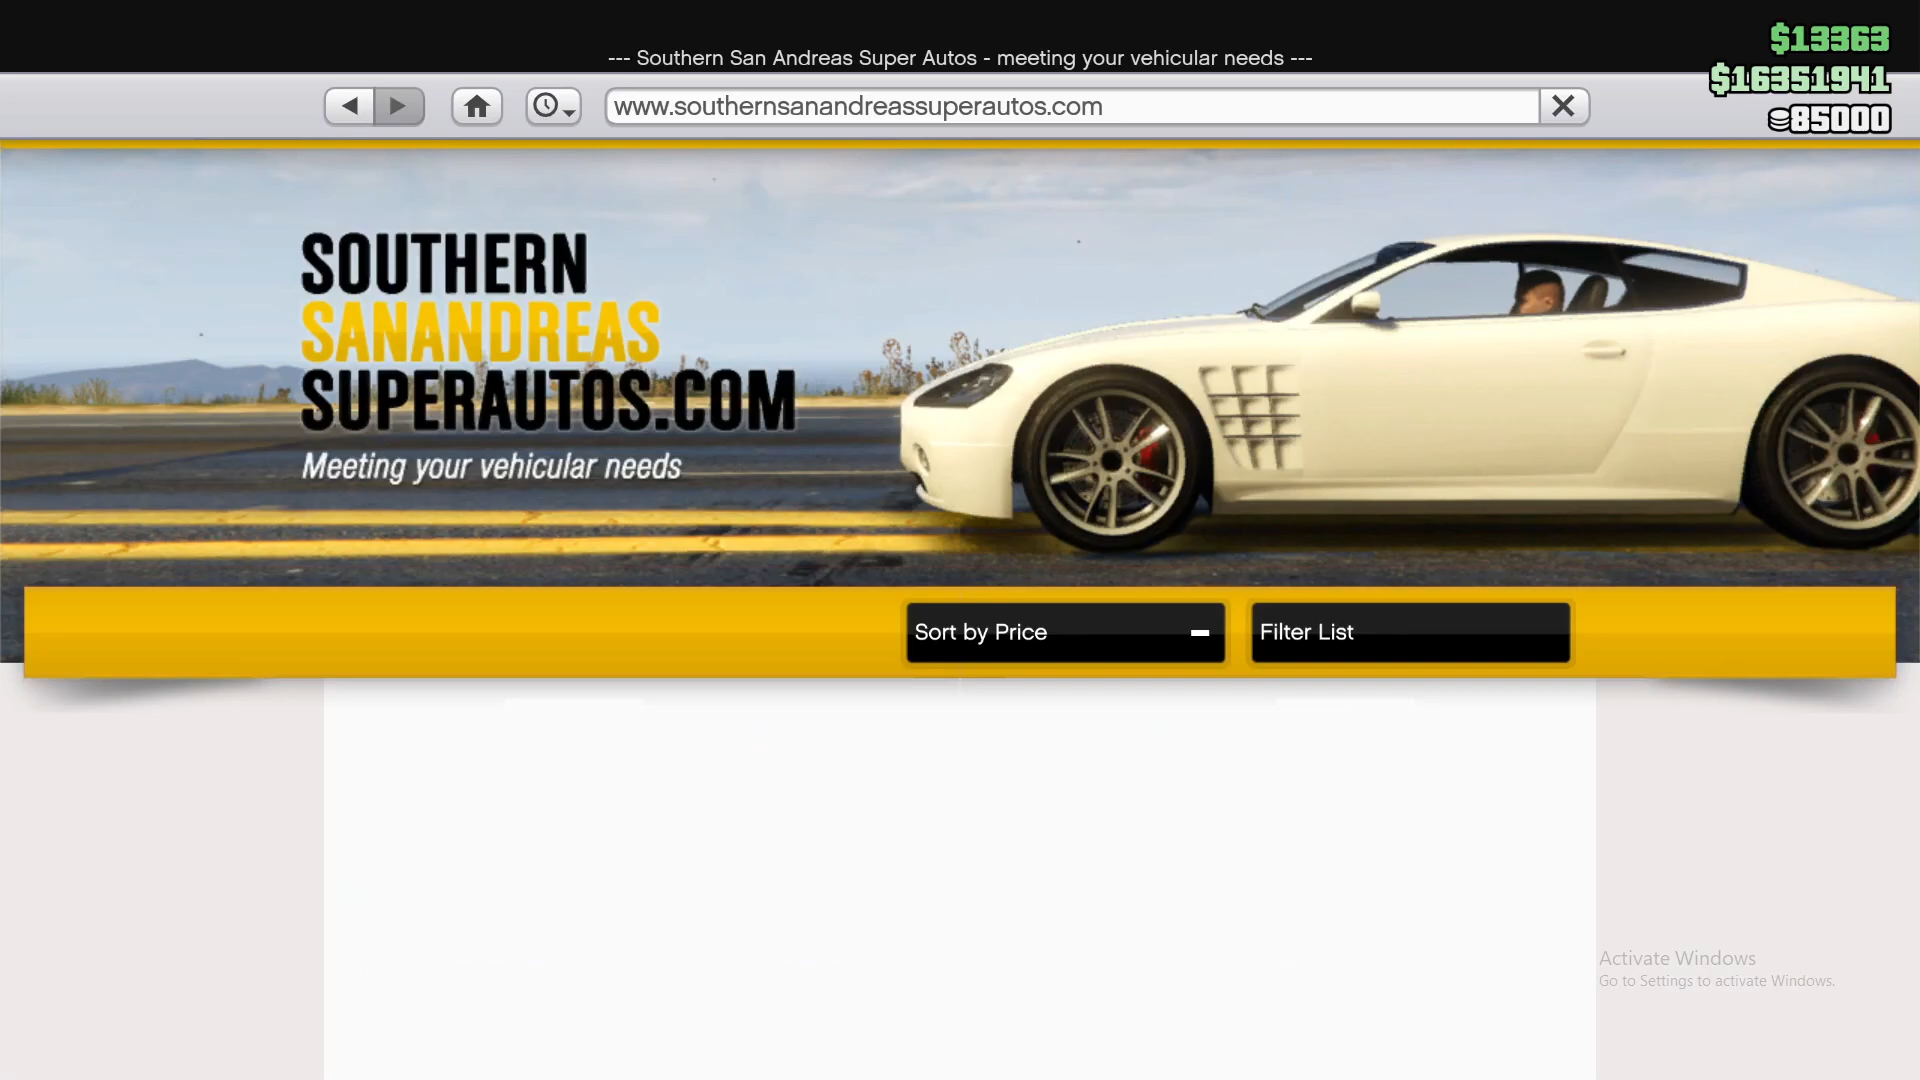 --- Southern San Andreas Super Autos - meeting your vehicular needs ---
$13363
$16351941
85000
www.southernsanandreassuperautos.com
SOUTHERN
SANANDREAS
SUPERAUTOS.COM
Meeting your vehicular needs
Sort by Price
Filter List
Activate Windows
Go to Settings to activate Windows.